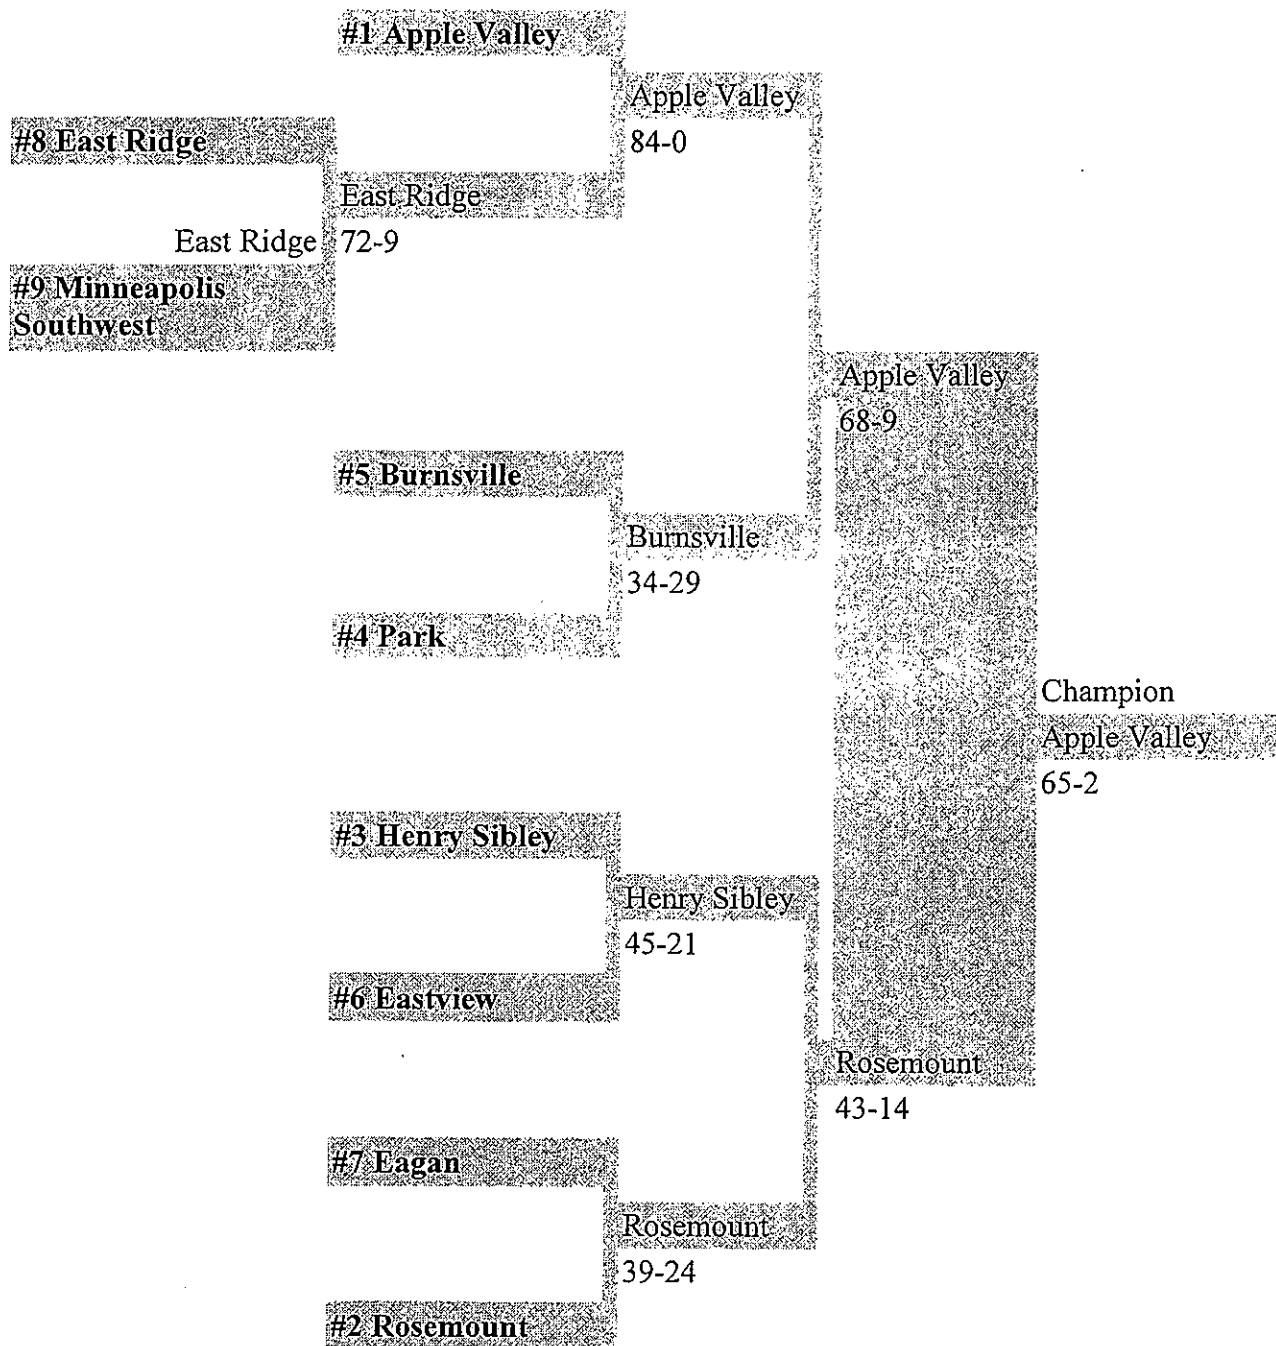 #1 Apple Valley
Apple Valley
84-0
#8 East Ridge
East Ridge
East Ridge
72-9
#9 Minneapolis
Southwest
Apple Valley
68-9
#5 Burnsville
Burnsville
34-29
#4 Park
Champion
Apple Valley
65-2
#3 Henry Sibley
Henry Sibley
45-21
#6 Eastview
Rosemount
43-14
#7 Eagan
Rosemount
39-24
#2 Rosemount